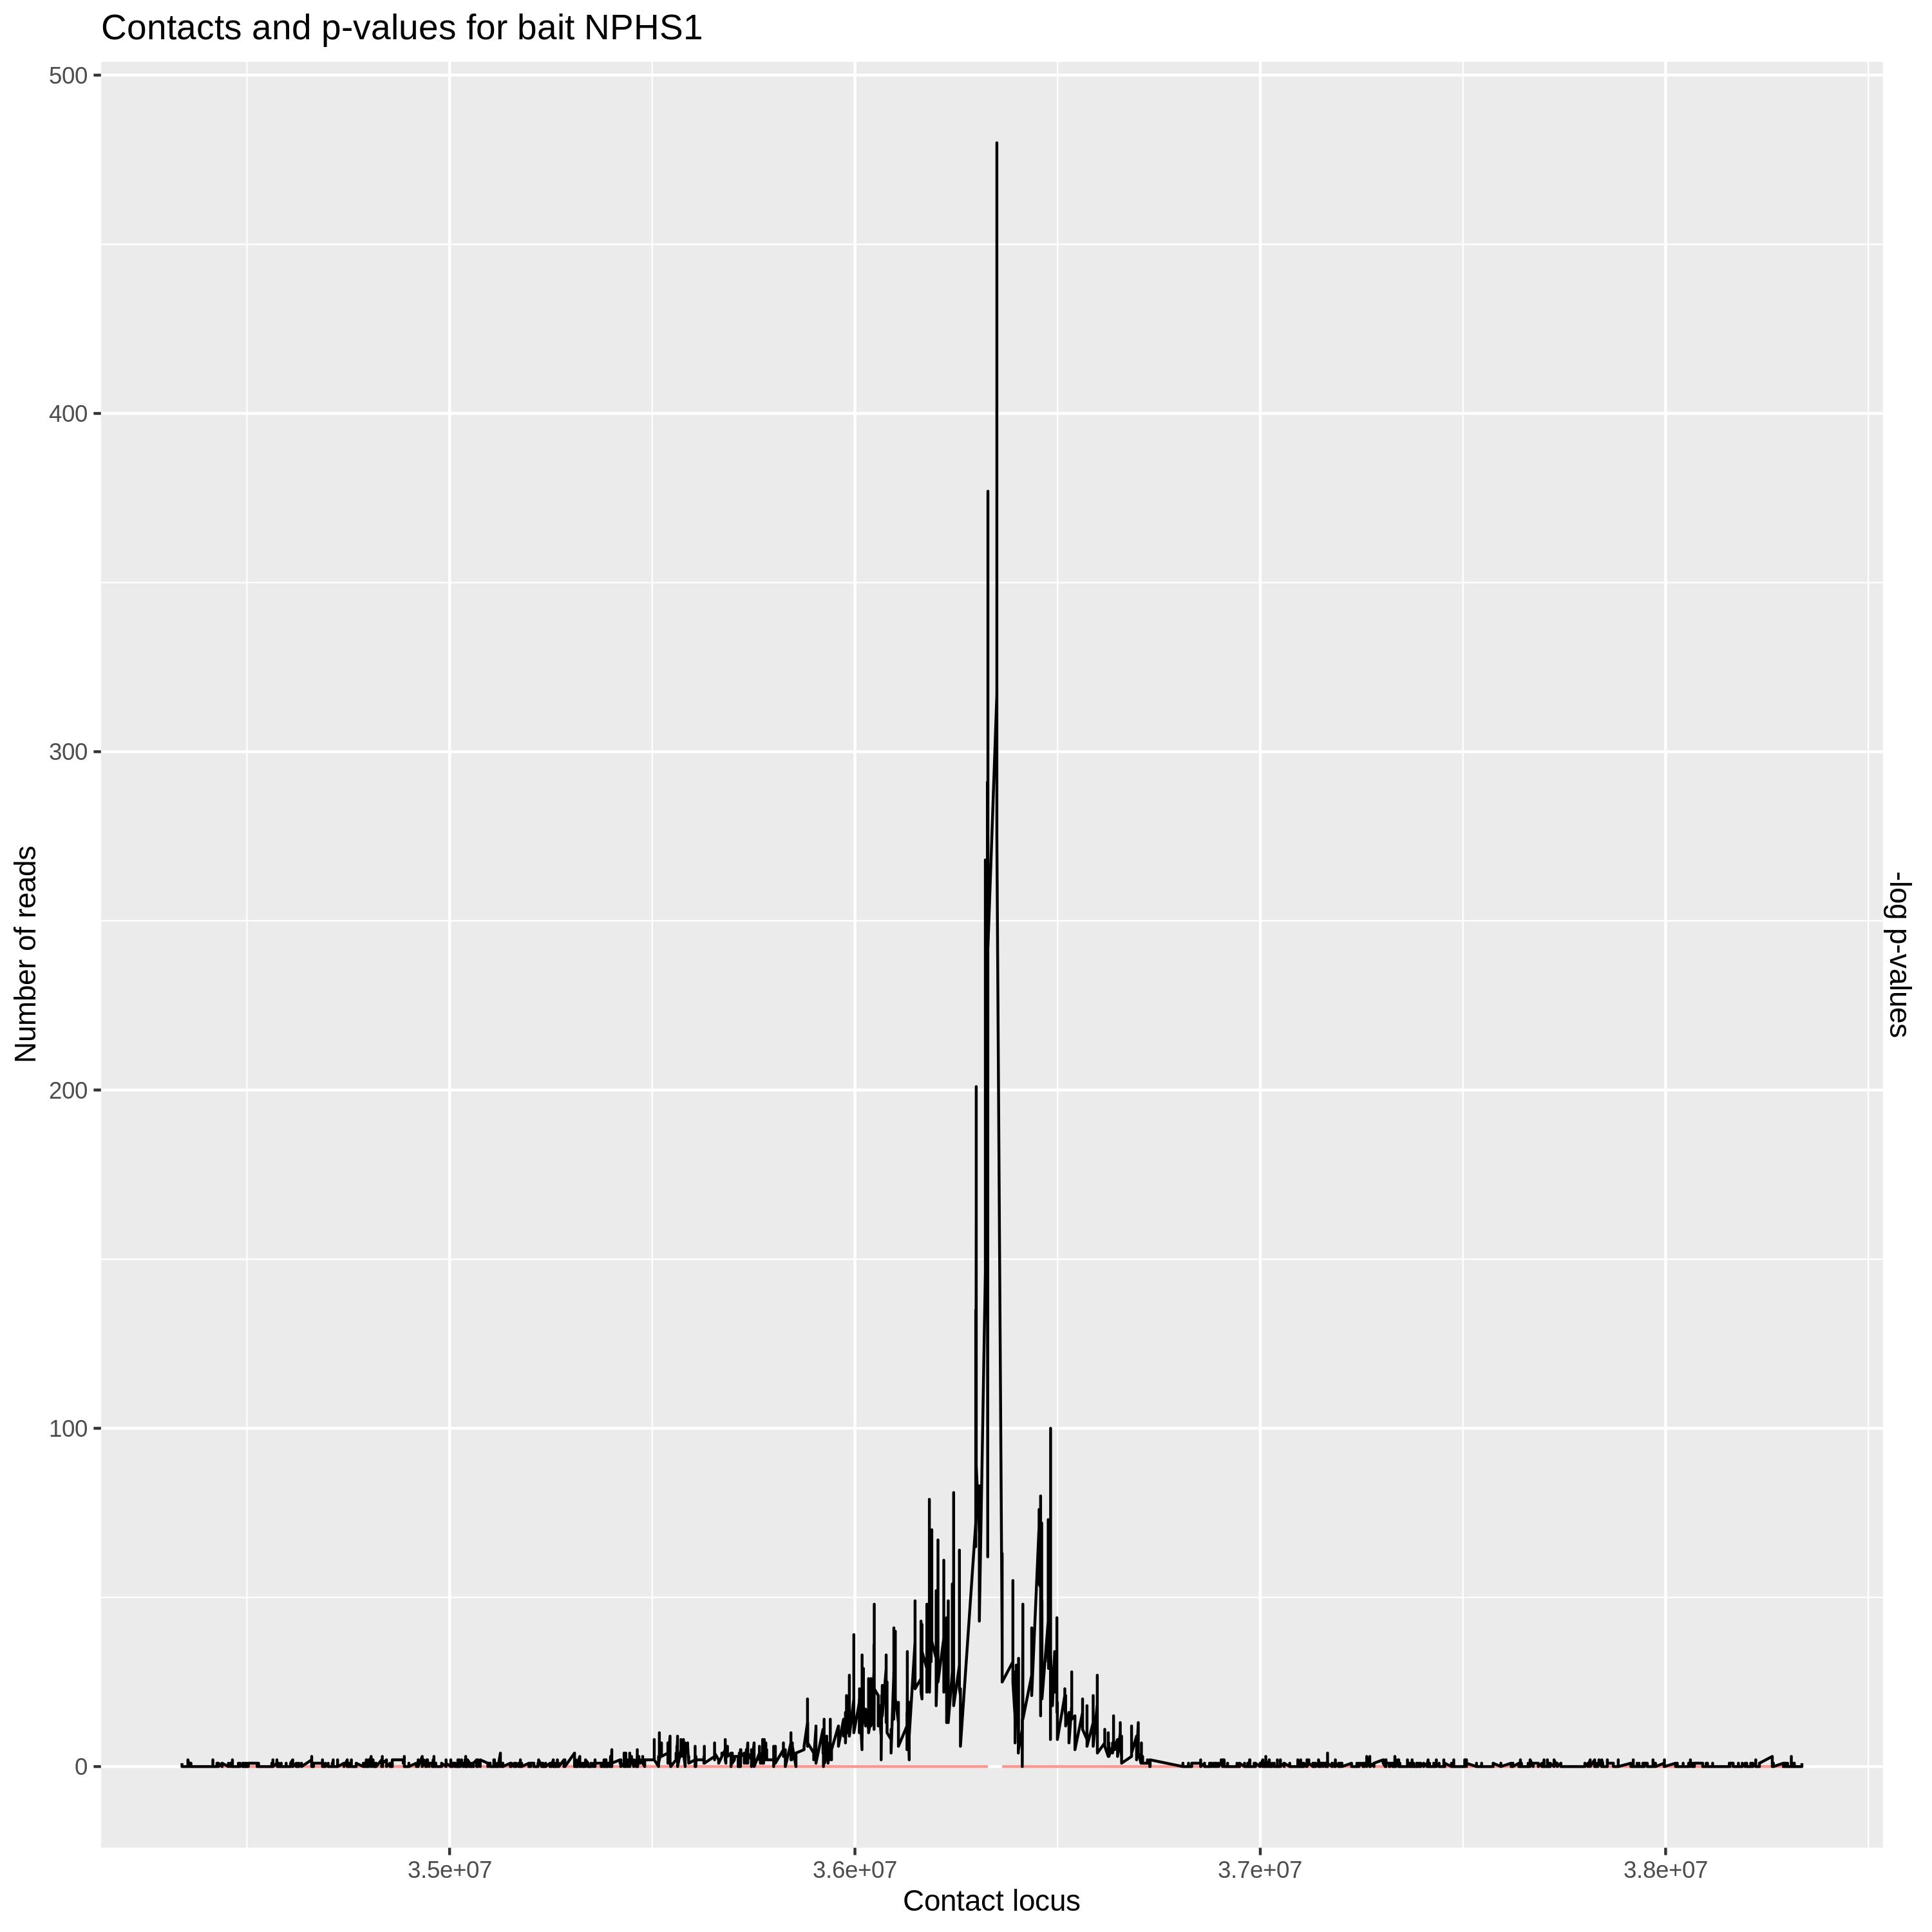 Contacts and p-values for bait NPHS1
500
400
300
200
100
0
Number of reads
-log p-values
3.5e+07
3.6e+07
3.7e+07
3.8e+07
Contact locus